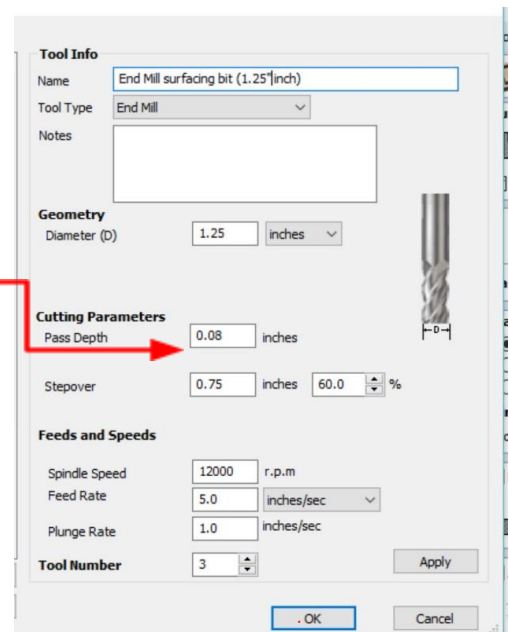 Tool Info
Name End Mill surfacing bit (1.25" inch)
Tool Type End Mill
Notes
Geometry
Diameter (D) 1.25 inches
Cutting Parameters
Pass Depth 0.08 inches
D
Stepover 0.75 inches 60.0 %
Feeds and Speeds
Spindle Speed 12000 r.p.m
Feed Rate 5.0 inches/sec
Plunge Rate 1.0 inches/sec
Tool Number 3 Apply
. OK Cancel